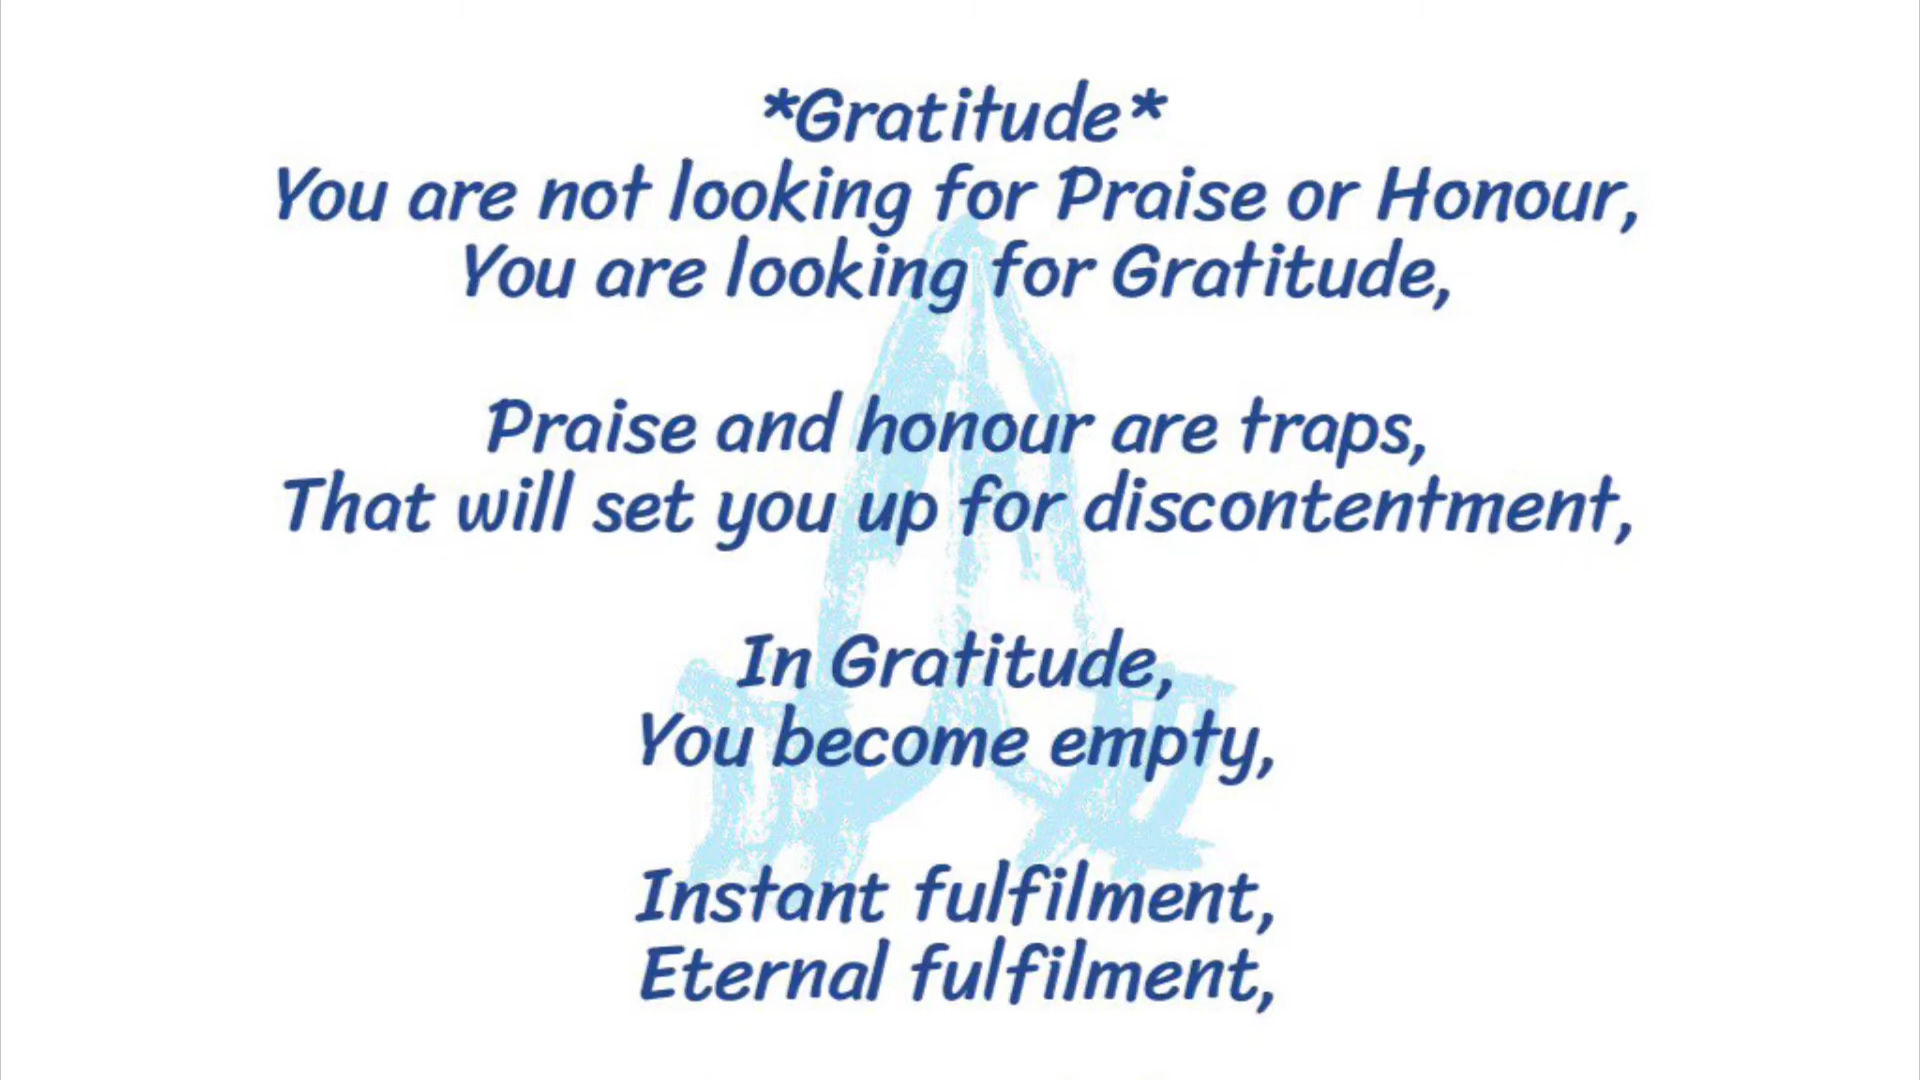 *Gratitude*
You are not looking for Praise or Honour,
You are looking for Gratitude,
Praise and honour are traps,
That will set you up for discontentment,
In Gratitude,
You become empty,
Instant fulfilment,
Eternal fulfilment,